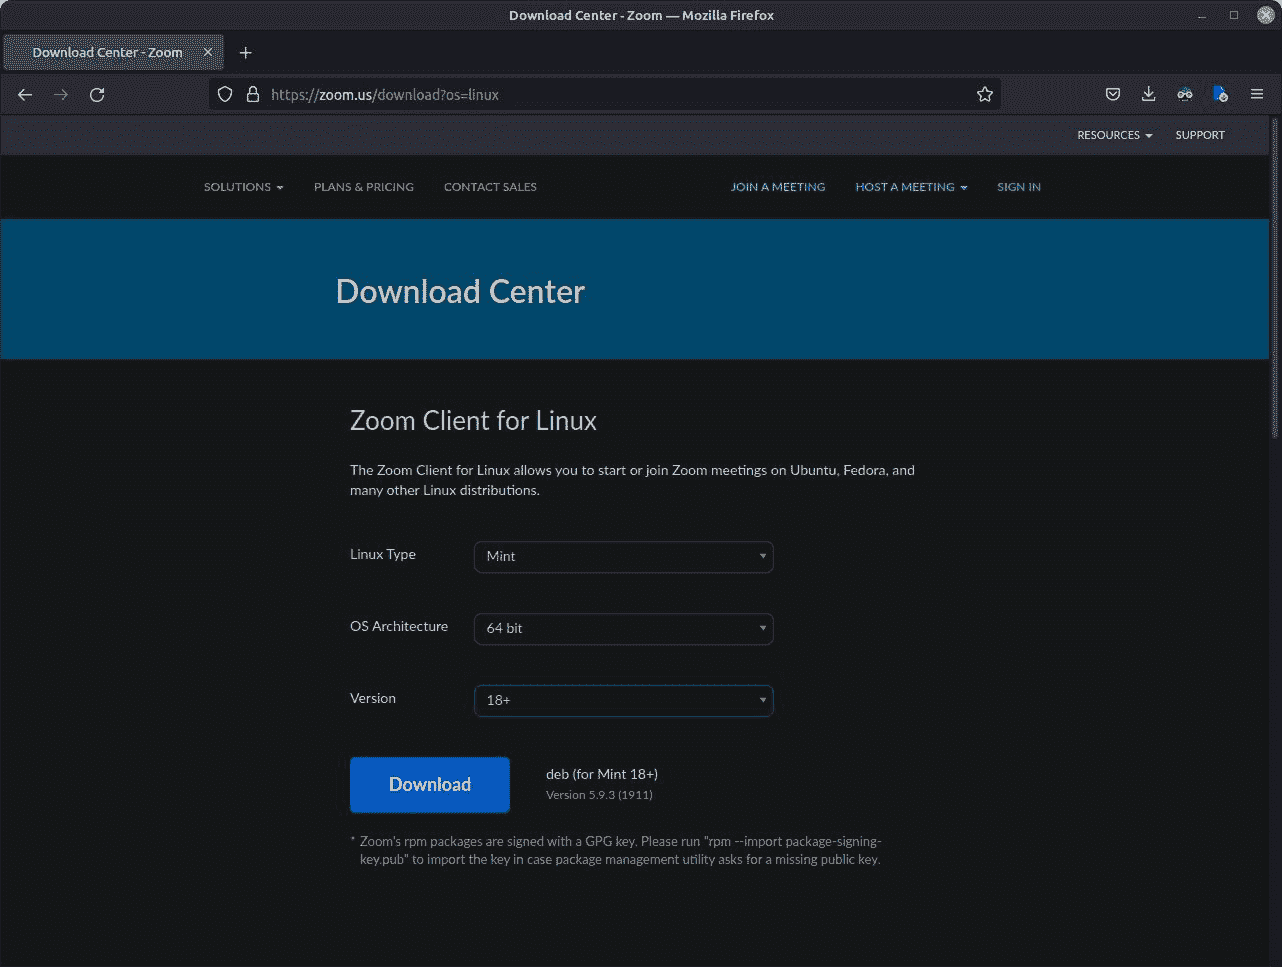 Download Center - Zoom — Mozilla Firefox
Download Center - Zoom
https://zoom.us/download?os=linux
RESOURCES SUPPORT
SOLUTIONS PLANS & PRICING CONTACT SALES JOIN A MEETING HOST A MEETING SIGN IN
Download Center
Zoom Client for Linux
The Zoom Client for Linux allows you to start or join Zoom meetings on Ubuntu, Fedora, and
many other Linux distributions.
Linux Type Mint
OS Architecture 64 bit
Version 18+
Download
deb (for Mint 18+)
Version 5.9.3 (1911)
* Zoom's rpm packages are signed with a GPG key. Please run "rpm --import package-signing-
key.pub" to import the key in case package management utility asks for a missing public key.